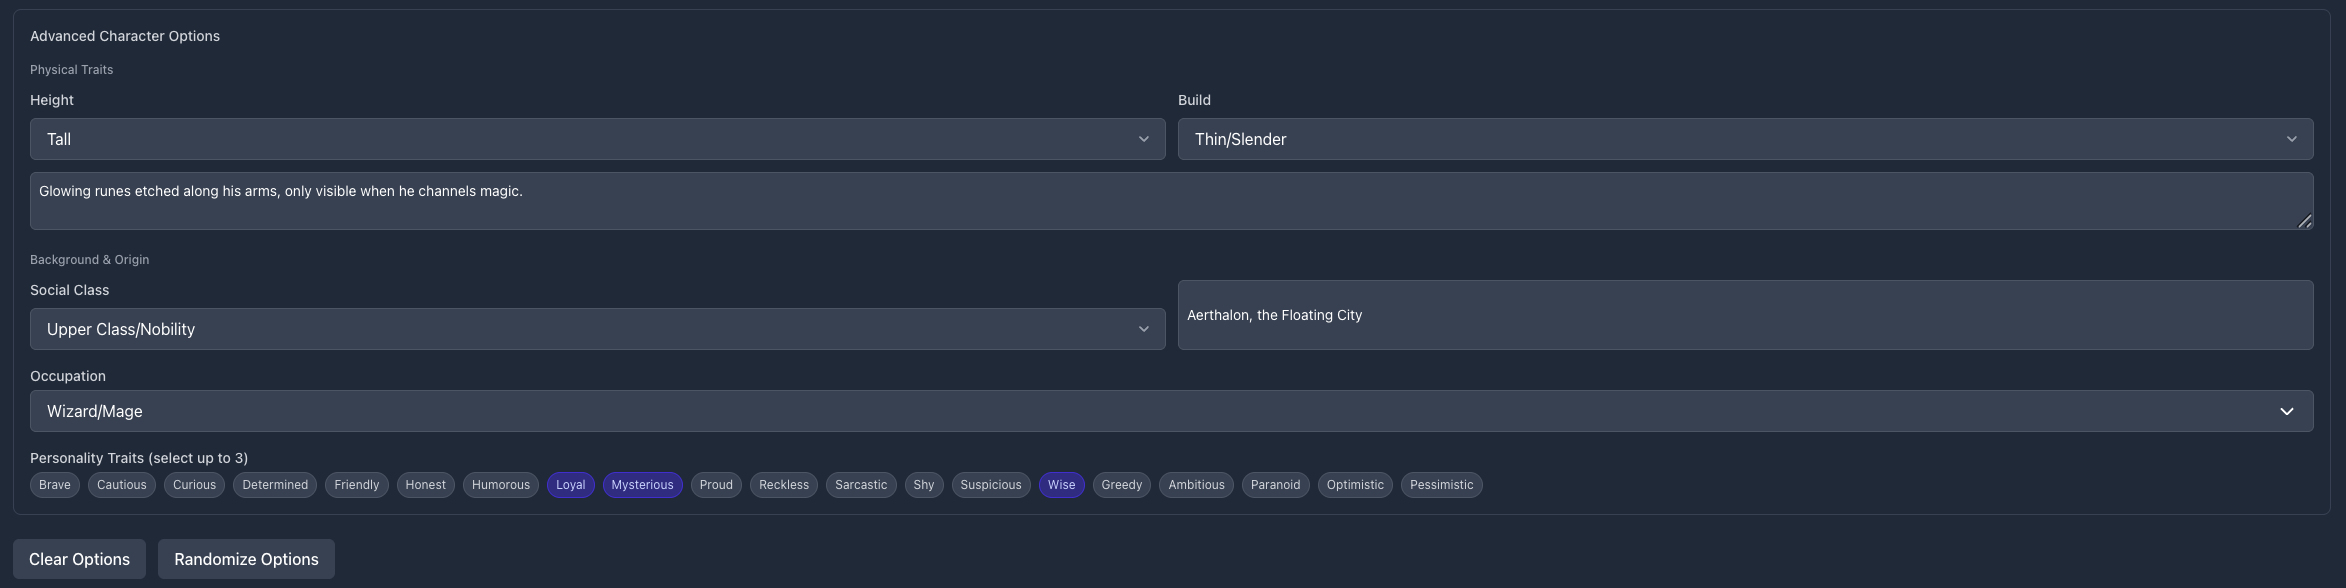 Advanced Character Options
Physical Traits
Height
Build
Tall
Thin/Slender
Glowing runes etched along his arms, only visible when he channels magic.
Background & Origin
Social Class
Upper Class/Nobility
Aerthalon, the Floating City
Occupation
Wizard/Mage
Personality Traits (select up to 3)
Brave Cautious Curious Determined Friendly Honest Humorous Loyal Mysterious Proud Reckless Sarcastic Shy Suspicious Wise Greedy Ambitious Paranoid Optimistic Pessimistic
Clear Options Randomize Options